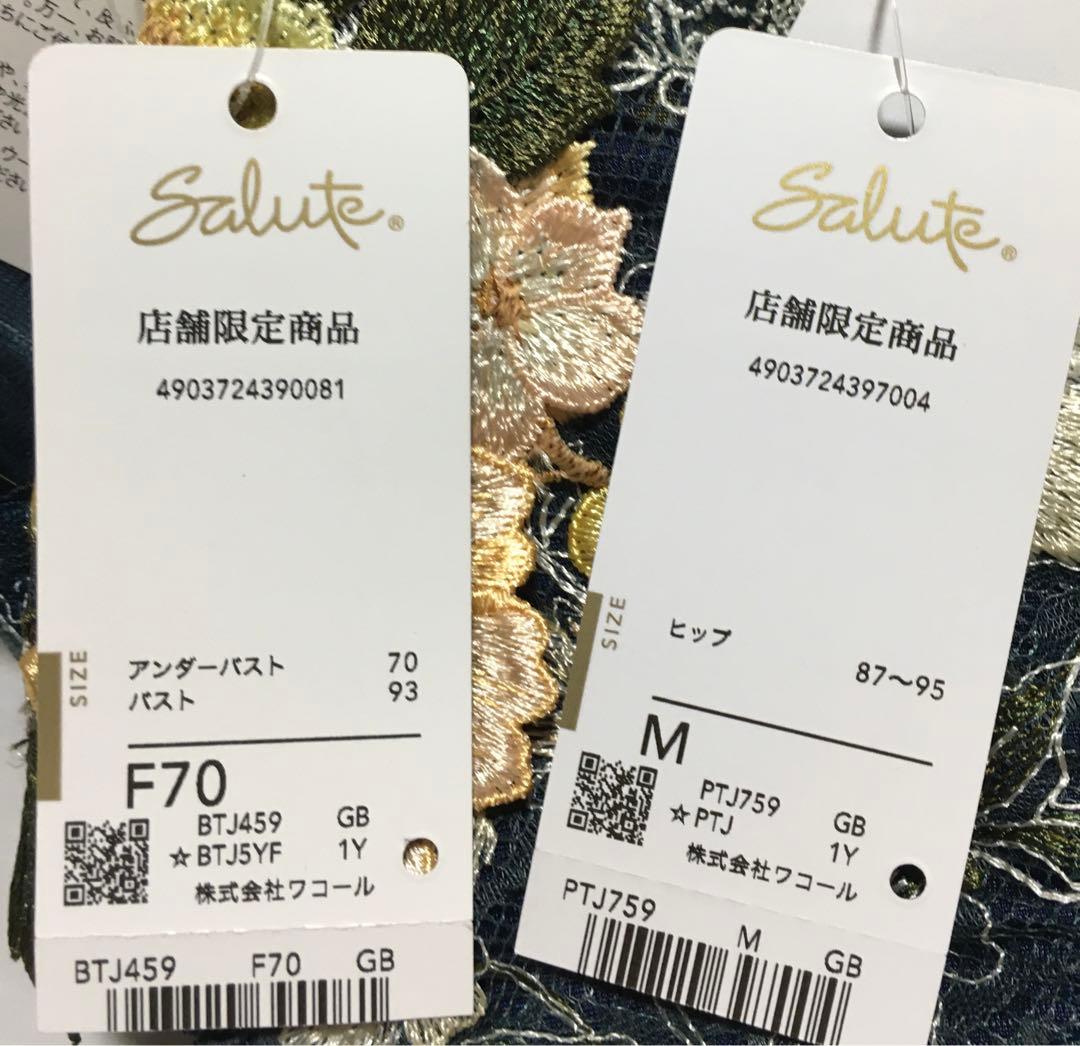 Salute®
店舗限定商品
4903724390081
SIZE
アンダーバスト 70
バスト 93
F70
BTJ459 GB
☆BTJ5YF 1Y
株式会社ワコール
BTJ459 F70 GB
Salute®
店舗限定商品
4903724397004
SIZE
ヒップ
87〜95
M
PTJ759 GB
☆PTJ 1Y
株式会社ワコール
PTJ759 M GB